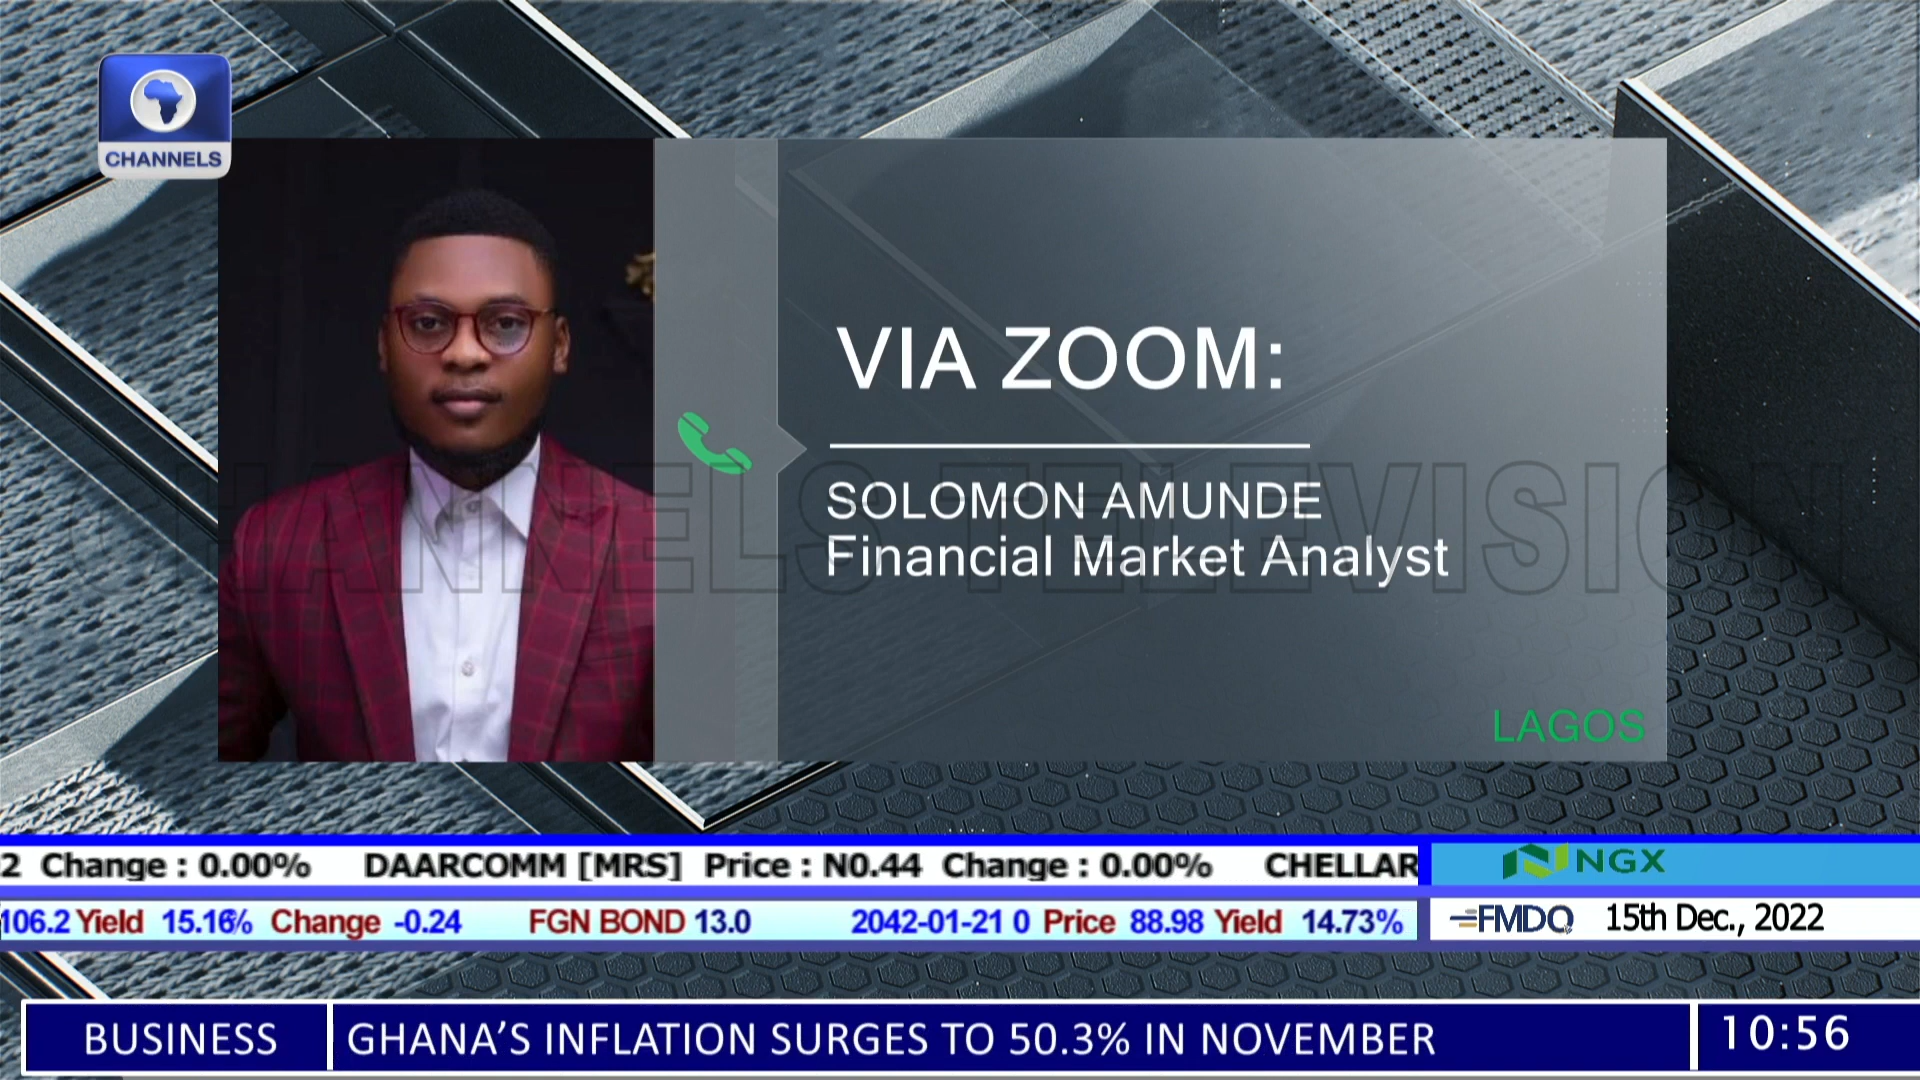 CHANNELS
VIA ZOOM:
SOLOMON AMUNDE
Financial Market Analyst
CHANNELS TELEVISION
LAGOS
2 Change : 0.00% DAARCOMM [MRS] Price : N0.44 Change : 0.00% CHELLAR
NGX
106.2 Yield 15.16% Change -0.24 FGN BOND 13.0 2042-01-21 0 Price 88.98 Yield 14.73%
FMDQ 15th Dec., 2022
BUSINESS GHANA’S INFLATION SURGES TO 50.3% IN NOVEMBER 10:56